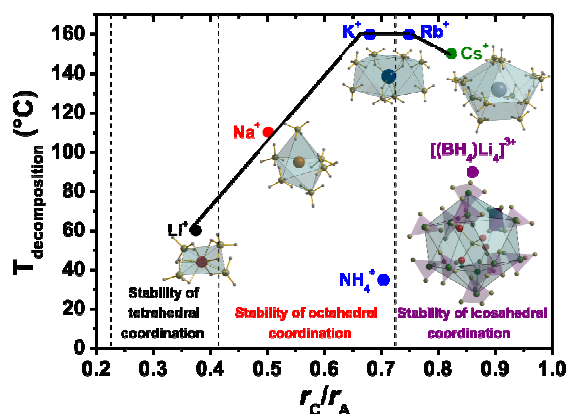 T decomposition (°C)
160
140
120
100
80
60
40
20
0
K⁺
Rb⁺
Cs⁺
Na⁺
[(BH₄)Li₄]³⁺
Li⁺
NH₄⁺
Stability of
tetrahedral
coordination
Stability of octahedral
coordination
Stability of icosahedral
coordination
0.2 0.3 0.4 0.5 0.6 0.7 0.8 0.9 1.0
r_C/r_A